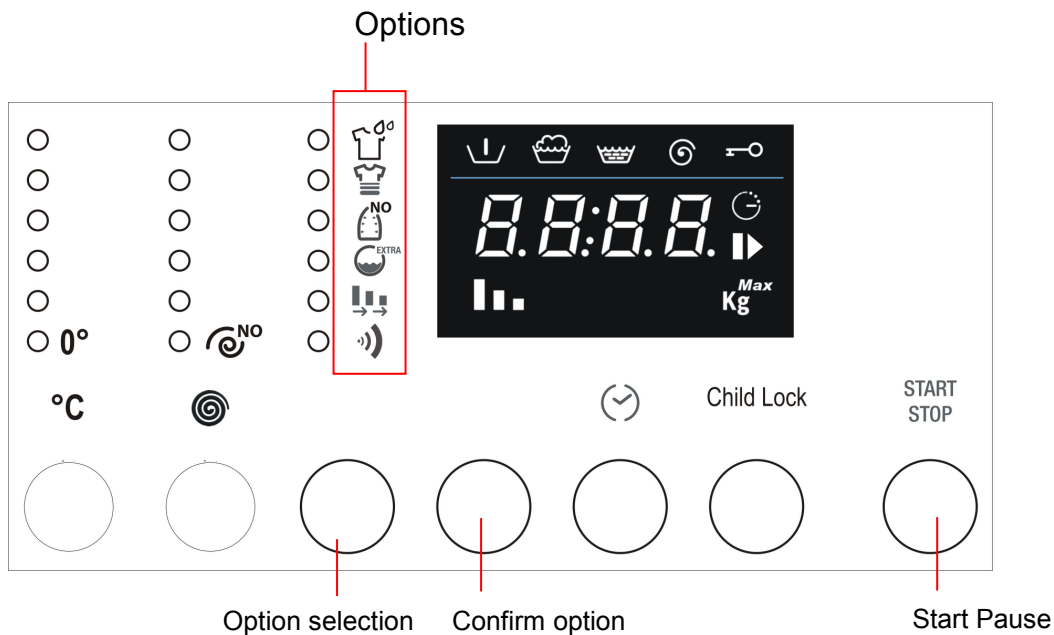 Options
NO
EXTRA
0°
NO
8.8:8.8.
Max
Kg
°C
Child Lock
START
STOP
Option selection
Confirm option
Start Pause